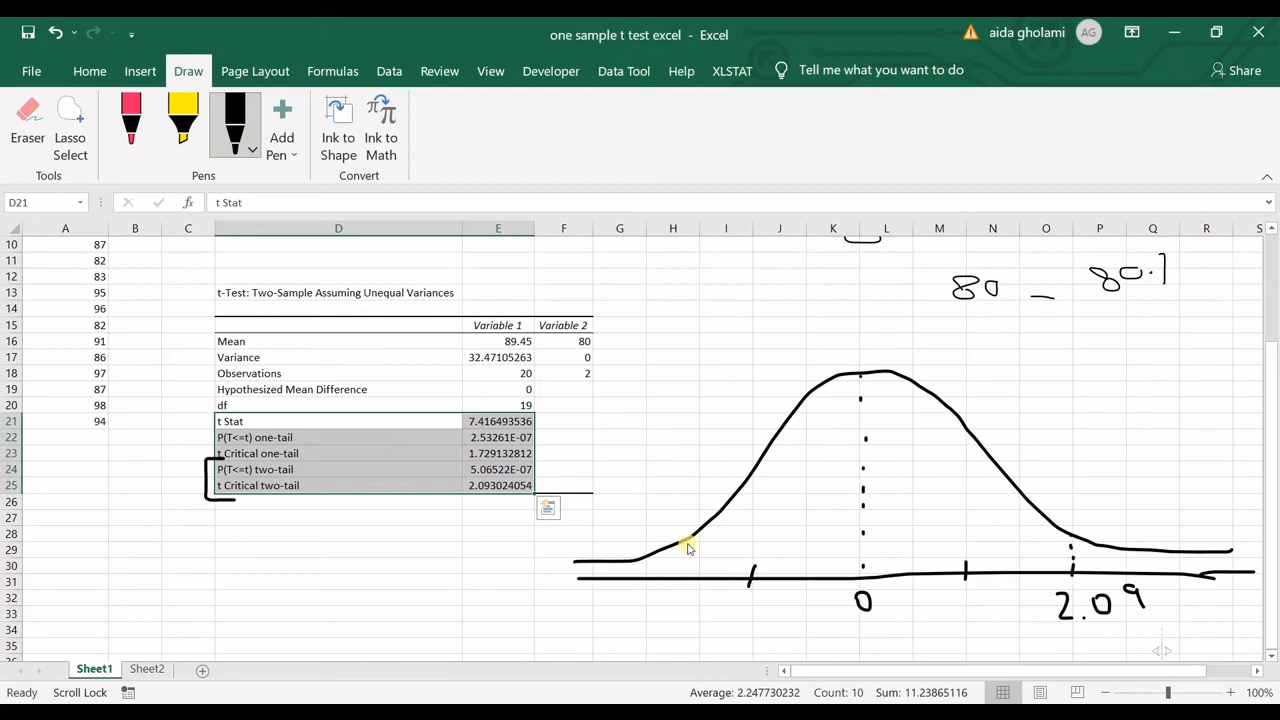 one sample t test excel - Excel
aida gholami
AG
File Home Insert Draw Page Layout Formulas Data Review View Developer Data Tool Help XLSTAT Tell me what you want to do Share
Eraser
Lasso Select
Add Pen
Ink to Shape
Ink to Math
Tools Pens Convert
D21 fx t Stat
A B C D E F G H I J K L M N O P Q R S
10 87
11 82
12 83
13 95 t-Test: Two-Sample Assuming Unequal Variances
14 96
15 82 Variable 1 Variable 2
16 91 Mean 89.45 80
17 86 Variance 32.47105263 0
18 97 Observations 20 2
19 87 Hypothesized Mean Difference 0
20 98 df 19
21 94 t Stat 7.416493536
22 P(T<=t) one-tail 2.53261E-07
23 t Critical one-tail 1.729132812
24 P(T<=t) two-tail 5.06522E-07
25 t Critical two-tail 2.093024054
26
27
28
29
30
31
32
33
34
35
80 - 80.1
0 2.09
Sheet1 Sheet2
Ready Scroll Lock Average: 2.247730232 Count: 10 Sum: 11.23865116 100%